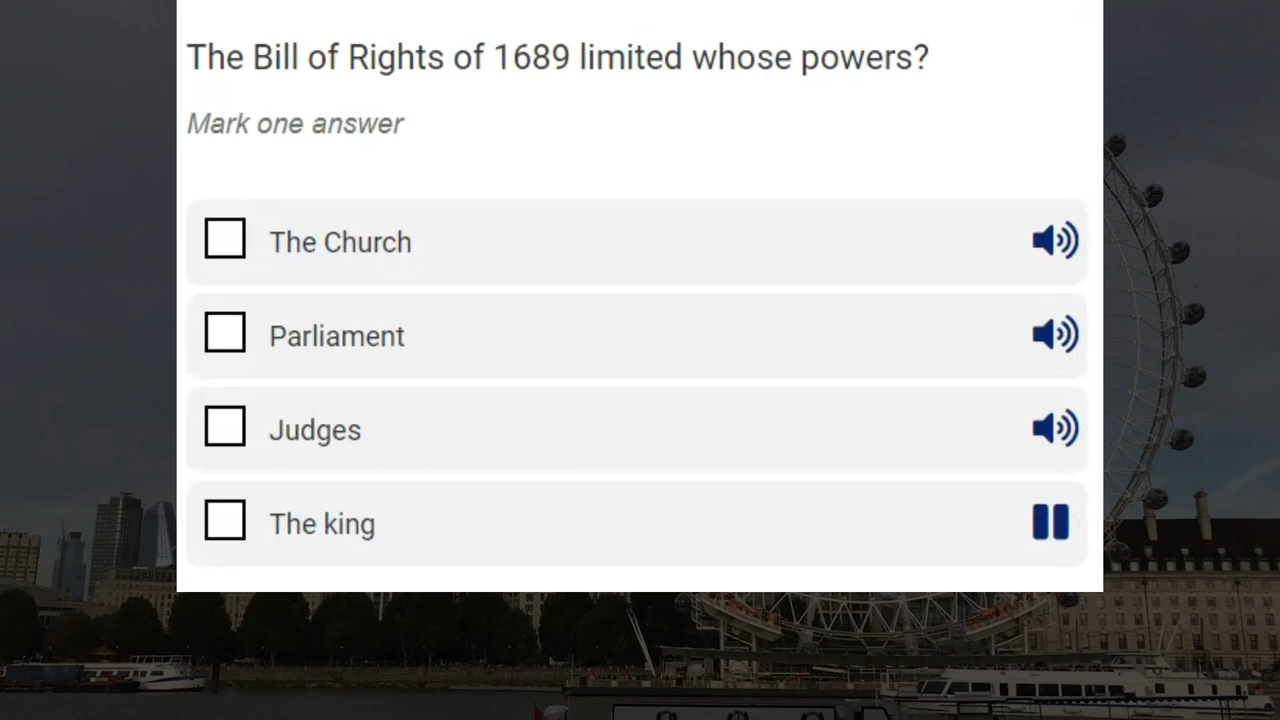 The Bill of Rights of 1689 limited whose powers?
Mark one answer
The Church
Parliament
Judges
The king